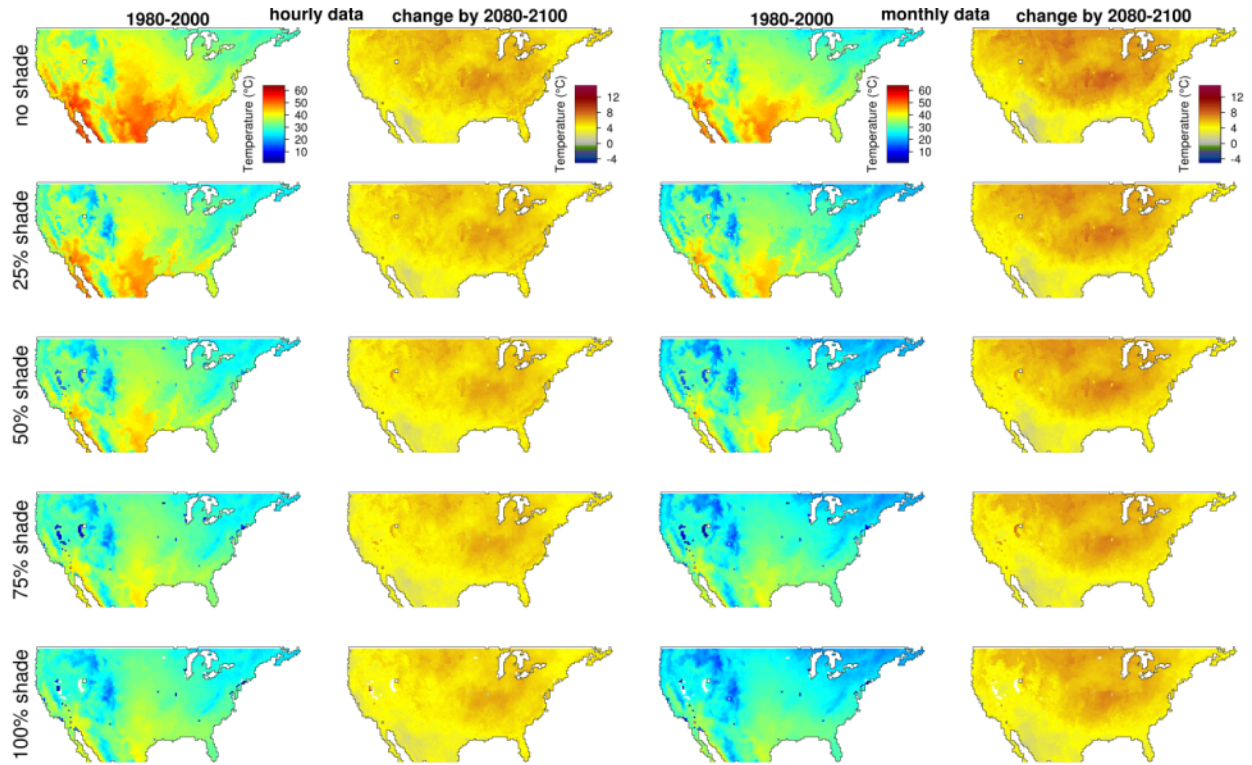 hourly data
monthly data
1980-2000
change by 2080-2100
1980-2000
change by 2080-2100
no shade
Temperature (°C)
60
50
40
30
20
10
Temperature (°C)
12
8
4
0
-4
Temperature (°C)
60
50
40
30
20
10
Temperature (°C)
12
8
4
0
-4
25% shade
50% shade
75% shade
100% shade